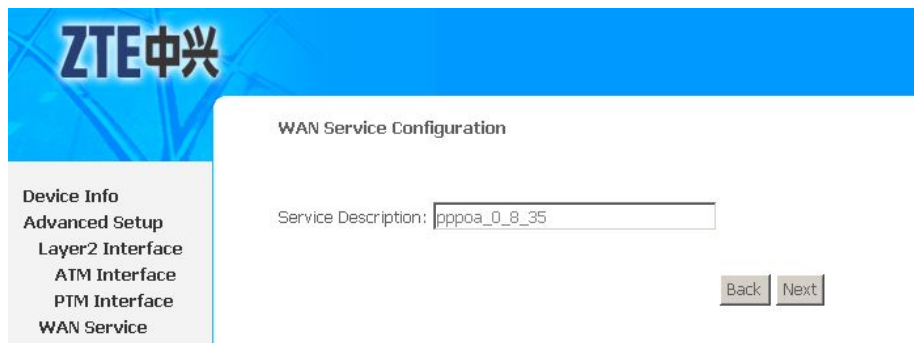 ZTE中兴
WAN Service Configuration
Device Info
Advanced Setup
Layer2 Interface
ATM Interface
PTM Interface
WAN Service
Service Description: pppoa_0_8_35
Back Next